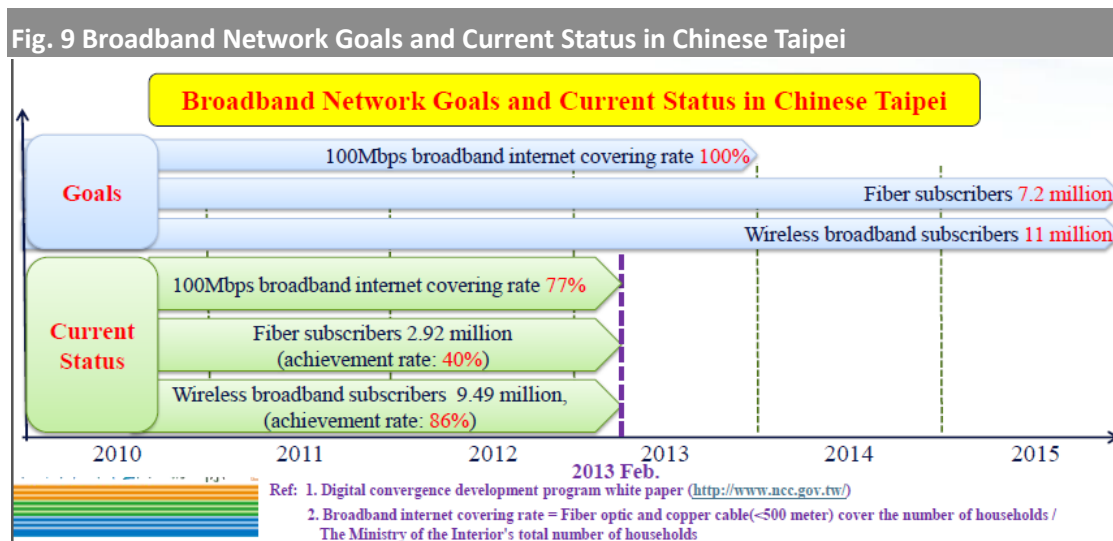 Fig. 9 Broadband Network Goals and Current Status in Chinese Taipei
Broadband Network Goals and Current Status in Chinese Taipei
Goals
100Mbps broadband internet covering rate 100%
Fiber subscribers 7.2 million
Wireless broadband subscribers 11 million
Current
Status
100Mbps broadband internet covering rate 77%
Fiber subscribers 2.92 million
(achievement rate: 40%)
Wireless broadband subscribers 9.49 million,
(achievement rate: 86%)
2010 2011 2012 2013 2014 2015
2013 Feb.
Ref: 1. Digital convergence development program white paper (http://www.ncc.gov.tw/)
2. Broadband internet covering rate = Fiber optic and copper cable(<500 meter) cover the number of households /
The Ministry of the Interior's total number of households